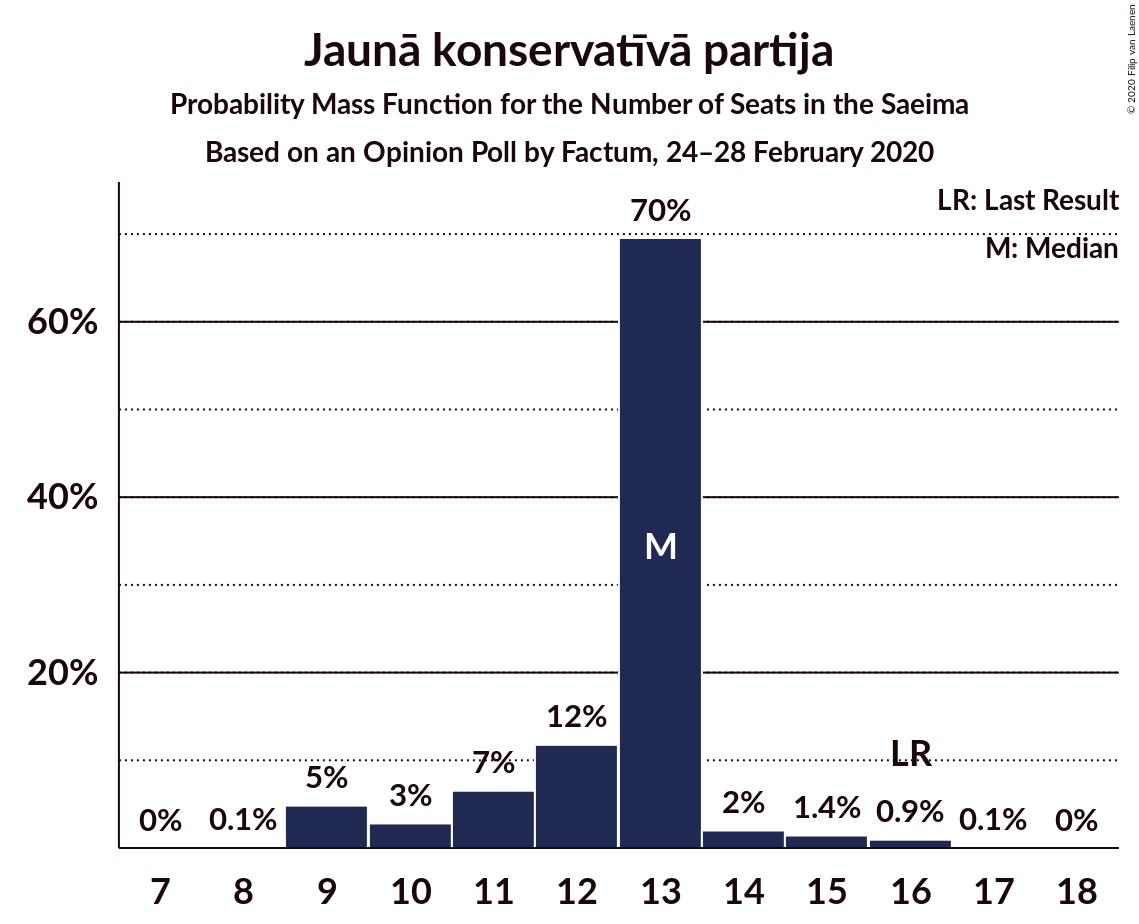 Jaunā konservatīvā partija
Probability Mass Function for the Number of Seats in the Saeima
Based on an Opinion Poll by Factum, 24–28 February 2020
© 2020 Filip van Laenen
LR: Last Result
M: Median
60%
40%
20%
0%
0.1%
5%
3%
7%
12%
70%
M
2%
1.4%
LR
0.9%
0.1%
0%
7 8 9 10 11 12 13 14 15 16 17 18